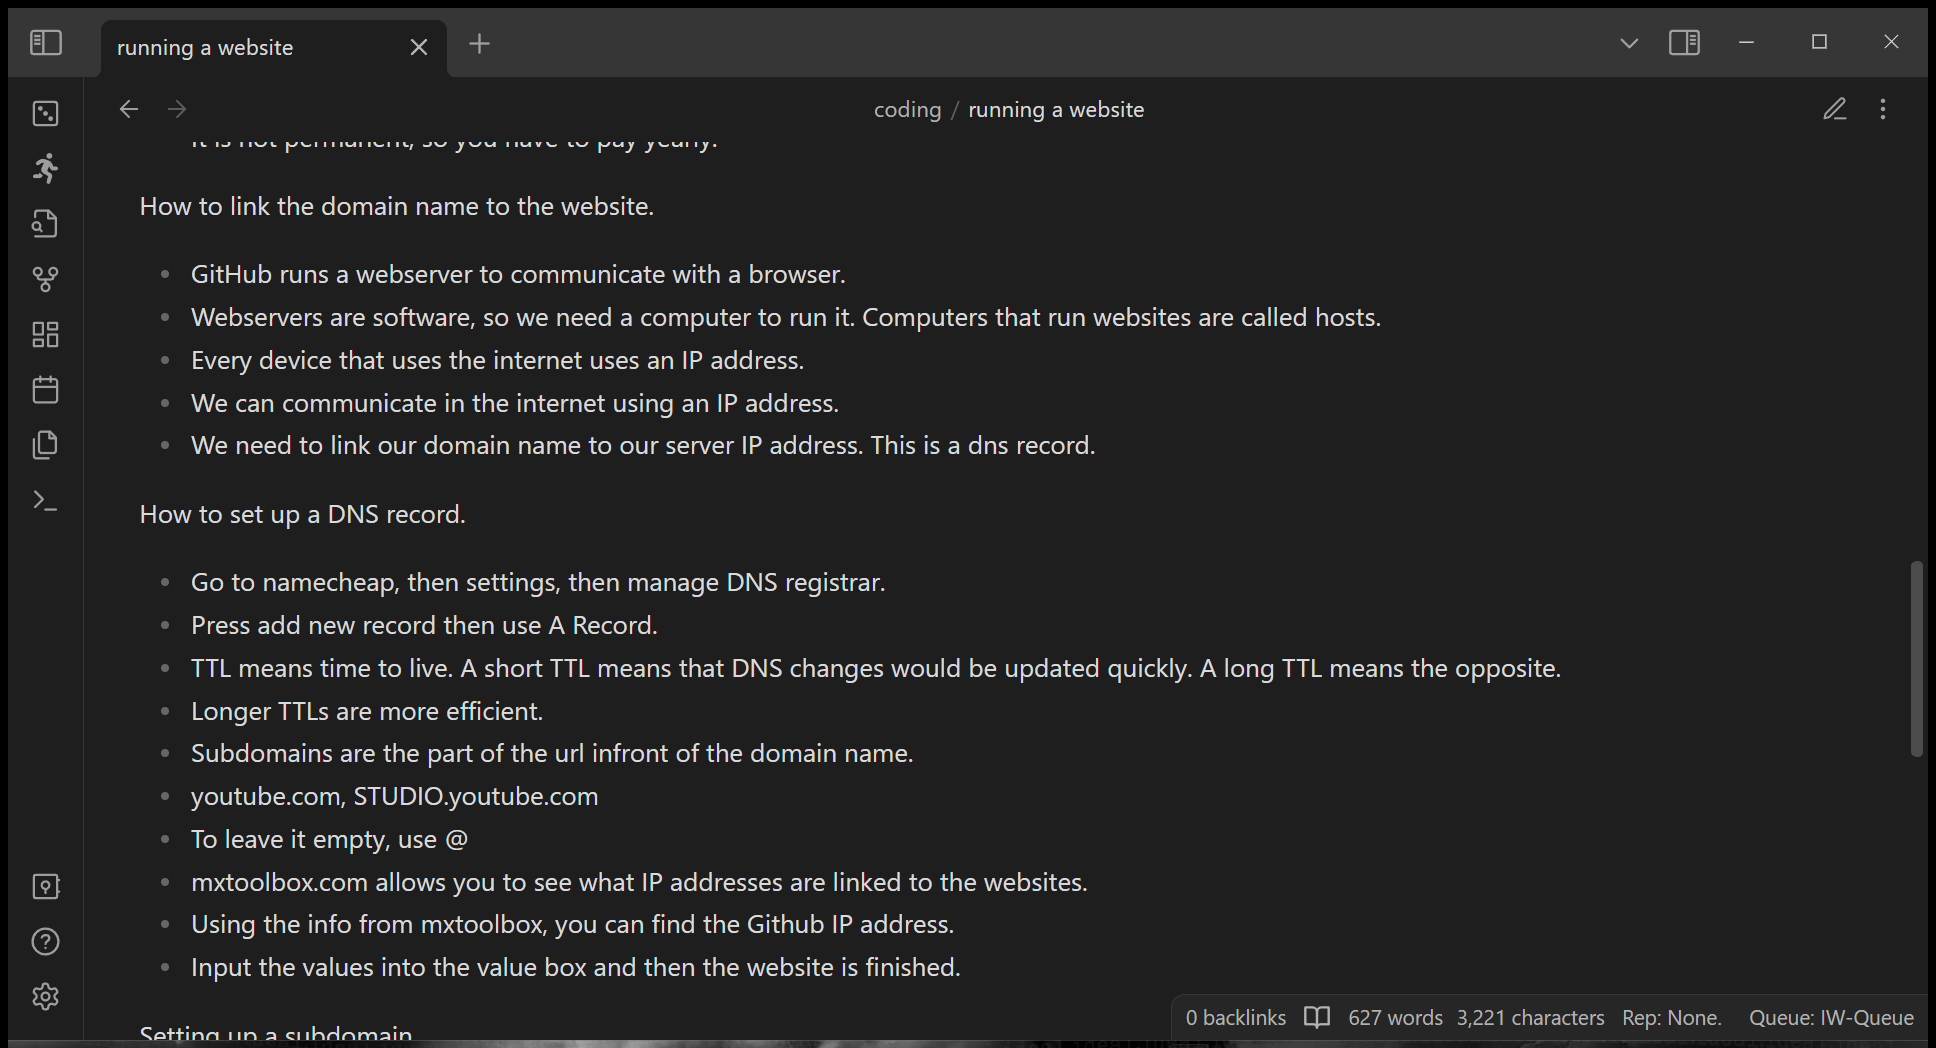 running a website
coding / running a website
It is not permanent, so you have to pay yearly.
How to link the domain name to the website.
GitHub runs a webserver to communicate with a browser.
Webservers are software, so we need a computer to run it. Computers that run websites are called hosts.
Every device that uses the internet uses an IP address.
We can communicate in the internet using an IP address.
We need to link our domain name to our server IP address. This is a dns record.
How to set up a DNS record.
Go to namecheap, then settings, then manage DNS registrar.
Press add new record then use A Record.
TTL means time to live. A short TTL means that DNS changes would be updated quickly. A long TTL means the opposite.
Longer TTLs are more efficient.
Subdomains are the part of the url infront of the domain name.
youtube.com, STUDIO.youtube.com
To leave it empty, use @
mxtoolbox.com allows you to see what IP addresses are linked to the websites.
Using the info from mxtoolbox, you can find the Github IP address.
Input the values into the value box and then the website is finished.
Setting up a subdomain
0 backlinks 627 words 3,221 characters Rep: None. Queue: IW-Queue